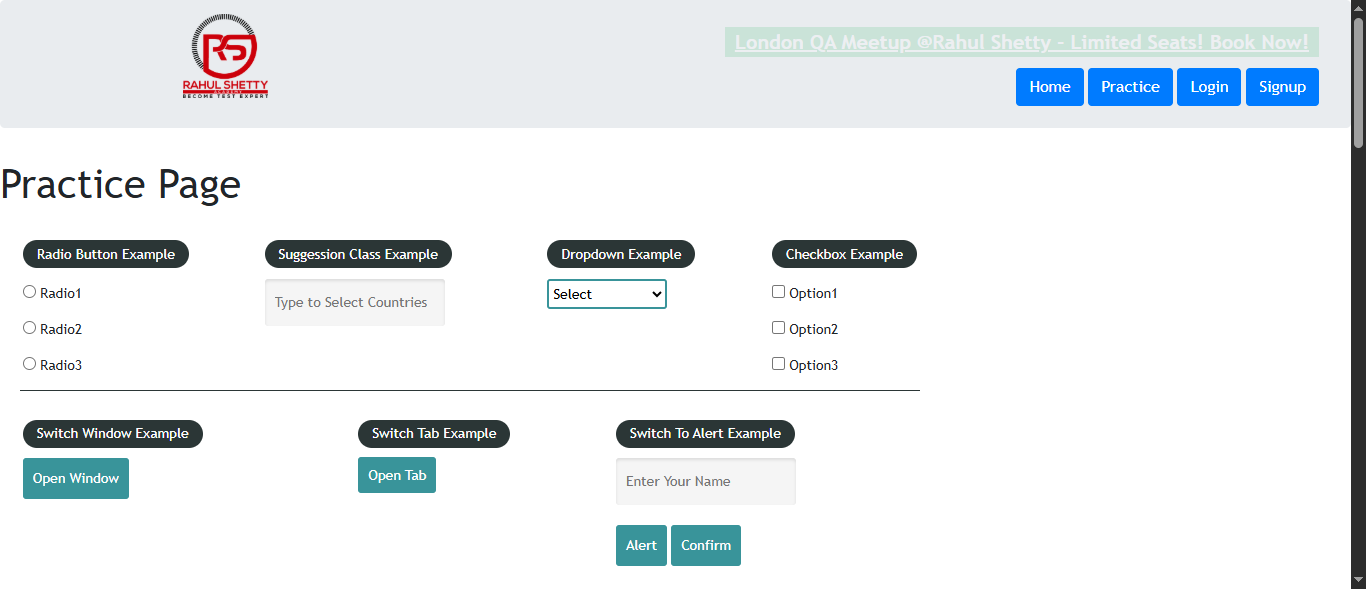 RS
RAHUL SHETTY
ACADEMY
BECOME TEST EXPERT
London QA Meetup @Rahul Shetty - Limited Seats! Book Now!
Home Practice Login Signup
Practice Page
Radio Button Example Suggession Class Example Dropdown Example Checkbox Example
Radio1 Type to Select Countries Select Option1
Radio2 Option2
Radio3 Option3
Switch Window Example Switch Tab Example Switch To Alert Example
Open Window Open Tab Enter Your Name
Alert Confirm